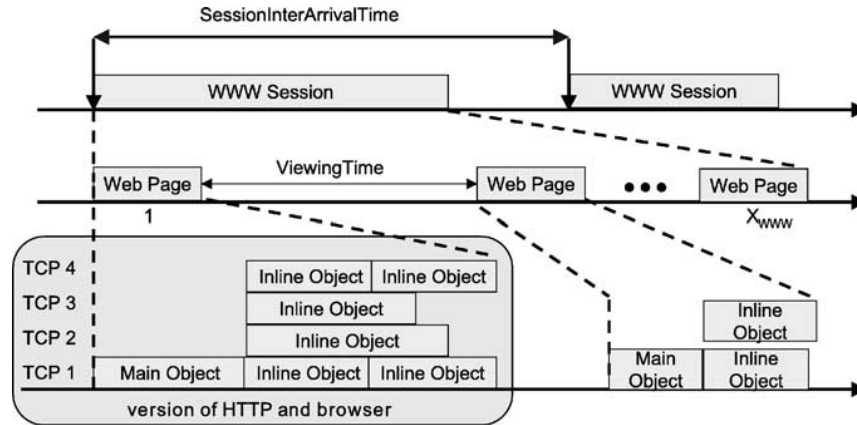 SessionInterArrivalTime
WWW Session
WWW Session
Web Page
ViewingTime
Web Page
Web Page
1
X_WWW
TCP 4
Inline Object
Inline Object
TCP 3
Inline Object
TCP 2
Inline Object
TCP 1
Main Object
Inline Object
Inline Object
Inline
Object
Main
Object
Inline
Object
version of HTTP and browser